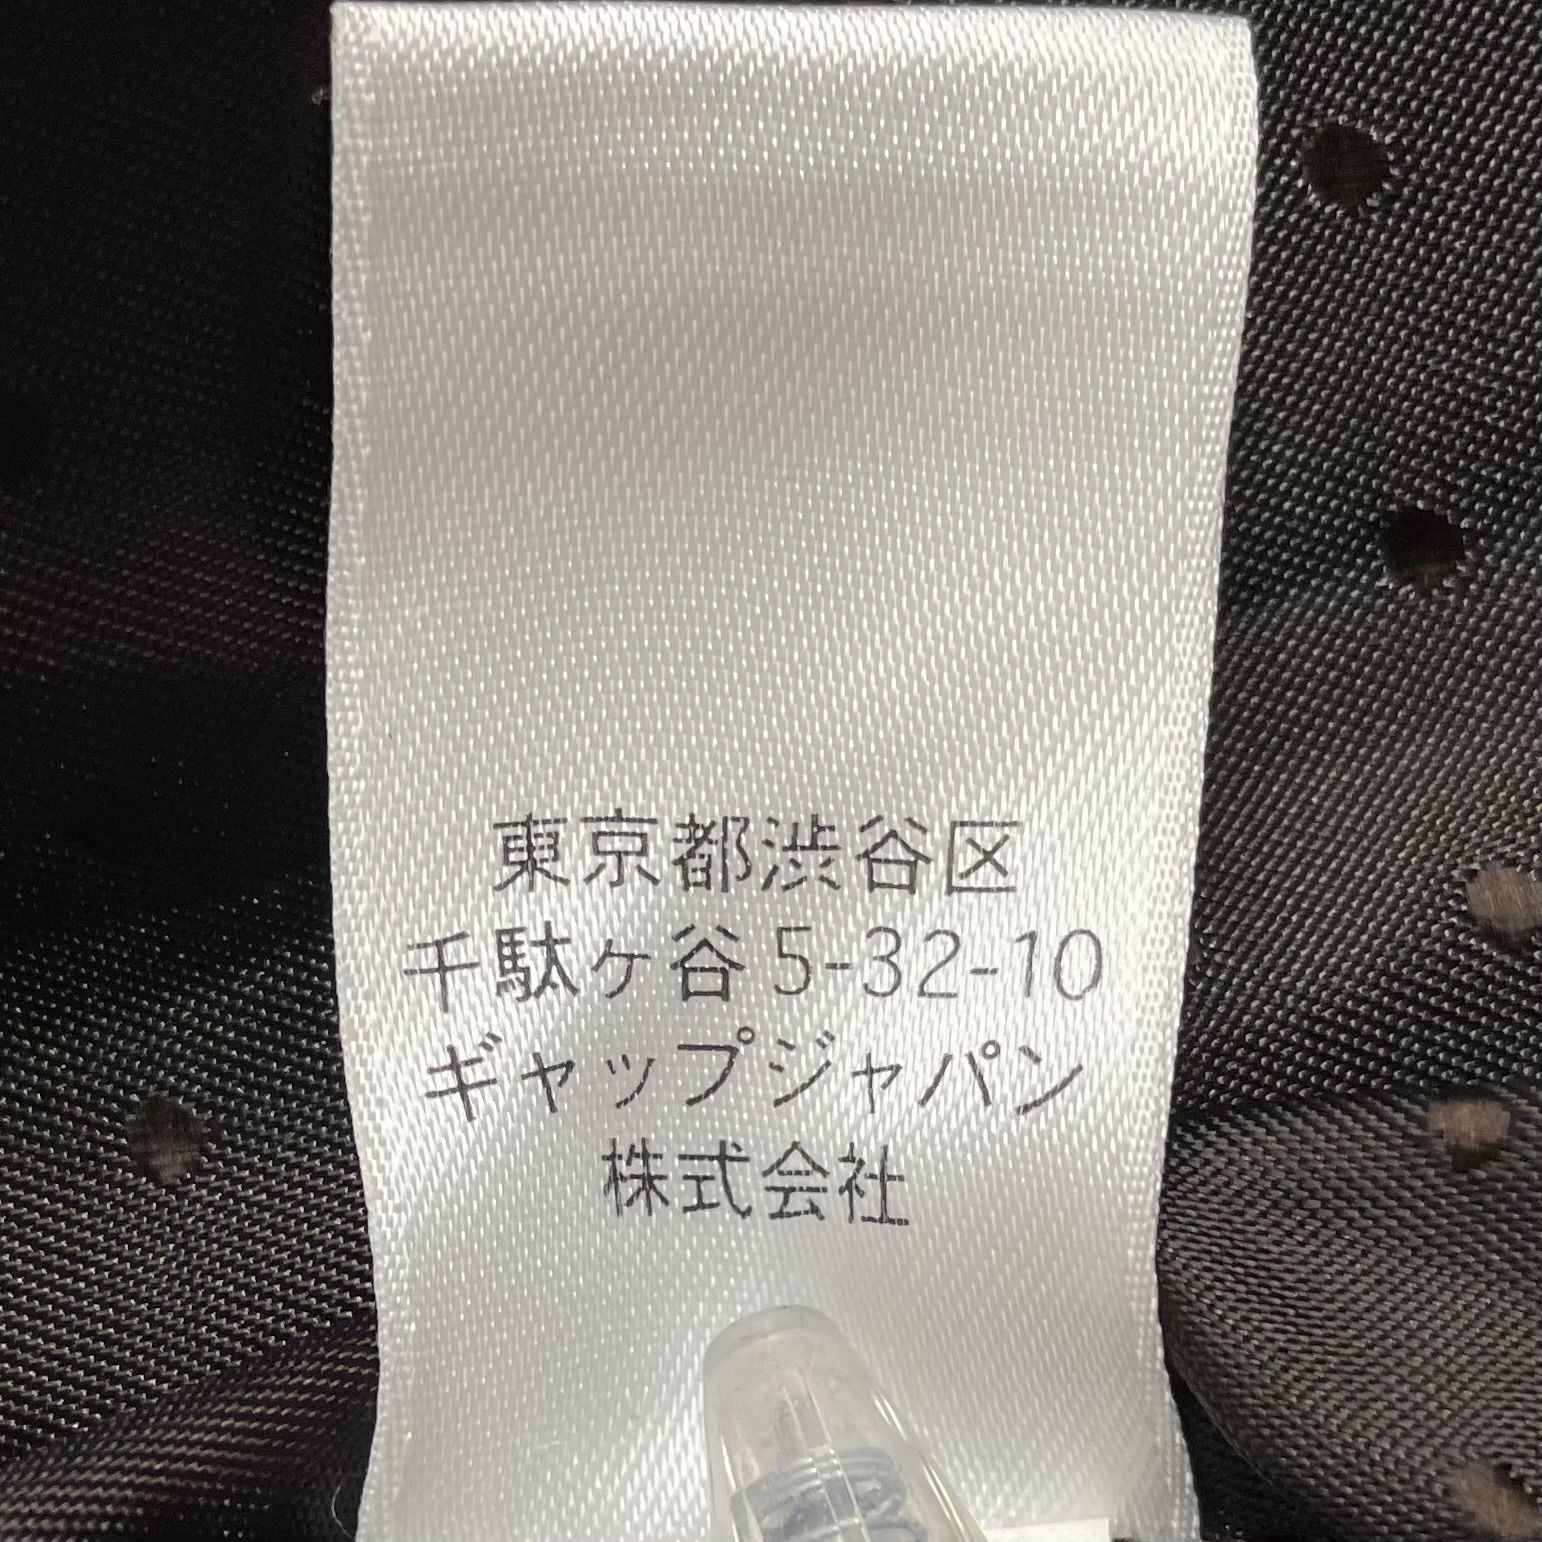 東京都渋谷区
千駄ヶ谷 5-32-10
ギャップジャパン
株式会社